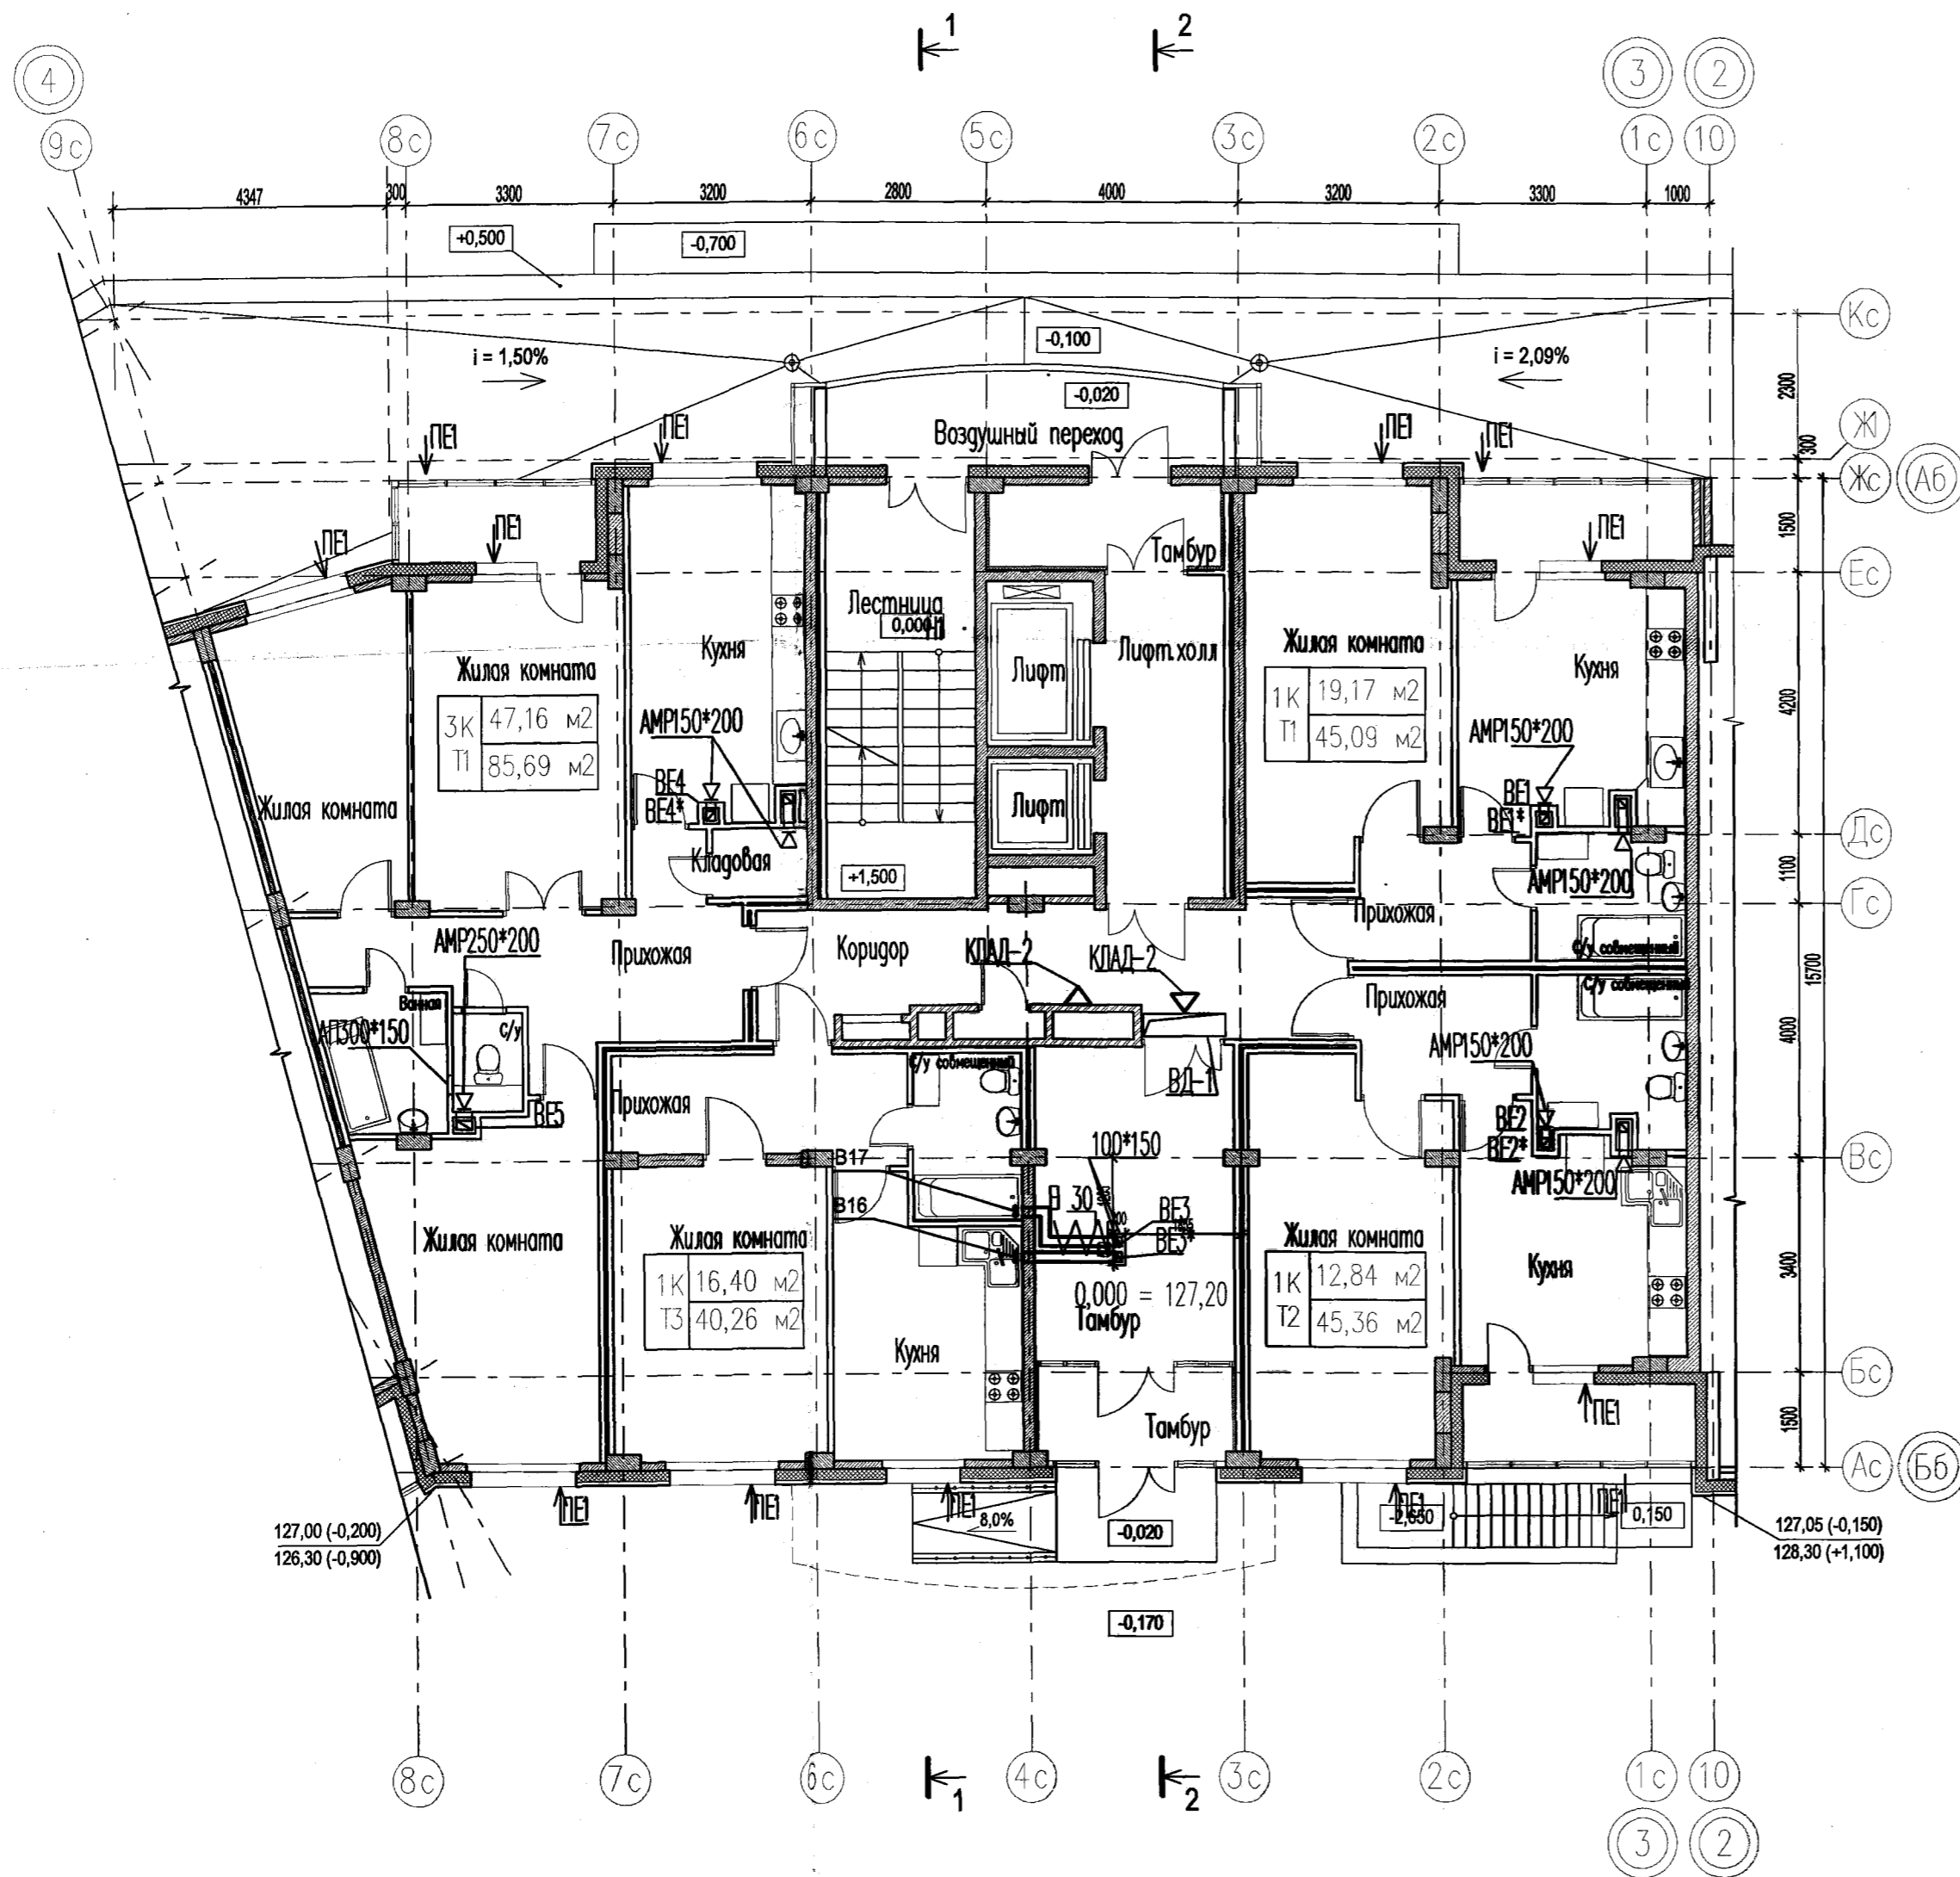 1
2
4
3
2
9с
8с
7с
6с
5с
3с
2с
1с
10
4347
300
3300
3200
2800
4000
3200
3300
1000
+0,500
-0,700
Кс
i = 1,50%
-0,100
i = 2,09%
-0,020
2300
ПЕ1
ПЕ1
Воздушный переход
ПЕ1
ПЕ1
Ж1
300
Жс
Аб
ПЕ1
ПЕ1
ПЕ1
Тамбур
1500
Ес
Лестница
0,000
Кухня
Жилая комната
Лифт
Лифт.холл
Жилая комната
Кухня
3К
47,16 м2
Т1
85,69 м2
АМР150*200
1К
19,17 м2
Т1
45,09 м2
АМР150*200
4200
ВЕ4
ВЕ4*
Жилая комната
Лифт
ВЕ1
ВЕ1*
Дс
Кладовая
+1,500
АМР150*200
1100
Гс
АМР250*200
Прихожая
Коридор
КЛАД-2
КЛАД-2
Прихожая
С/у совмещенный
15700
Ванная
С/у
АП300*150
Прихожая
С/у совмещенный
АМР150*200
4000
С/у совмещенный
ВД-1
ВЕ5
Прихожая
ВЕ2
ВЕ2*
100*150
В17
АМР150*200
Вс
В16
30
ВЕ3
ВЕ3*
Жилая комната
Жилая комната
Жилая комната
Кухня
1К
16,40 м2
Т3
40,26 м2
0,000 = 127,20
Тамбур
1К
12,84 м2
Т2
45,36 м2
3400
Кухня
Бс
Тамбур
ПЕ1
1500
Ас
Бб
ПЕ1
ПЕ1
ПЕ1
ПЕ1
ПЕ1
127,00 (-0,200)
126,30 (-0,900)
8,0%
-0,020
-2,650
0,150
127,05 (-0,150)
128,30 (+1,100)
-0,170
8с
7с
6с
1
4с
2
3с
2с
1с
10
3
2